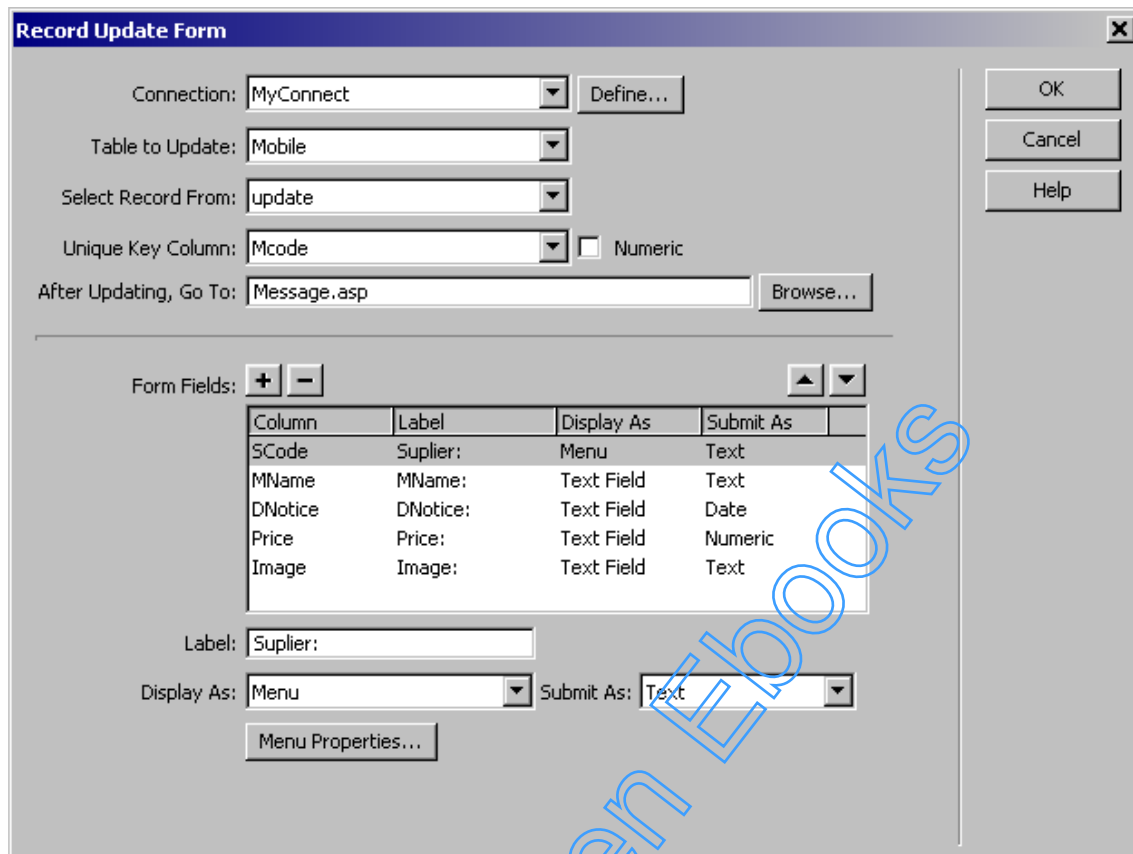 Record Update Form
Connection: MyConnect Define...
Table to Update: Mobile
Select Record From: update
Unique Key Column: Mcode Numeric
After Updating, Go To: Message.asp Browse...
OK
Cancel
Help
Form Fields: + −
Column Label Display As Submit As
SCode Suplier: Menu Text
MName MName: Text Field Text
DNotice DNotice: Text Field Date
Price Price: Text Field Numeric
Image Image: Text Field Text
Label: Suplier:
Display As: Menu Submit As: Text
Menu Properties...
en Ebooks